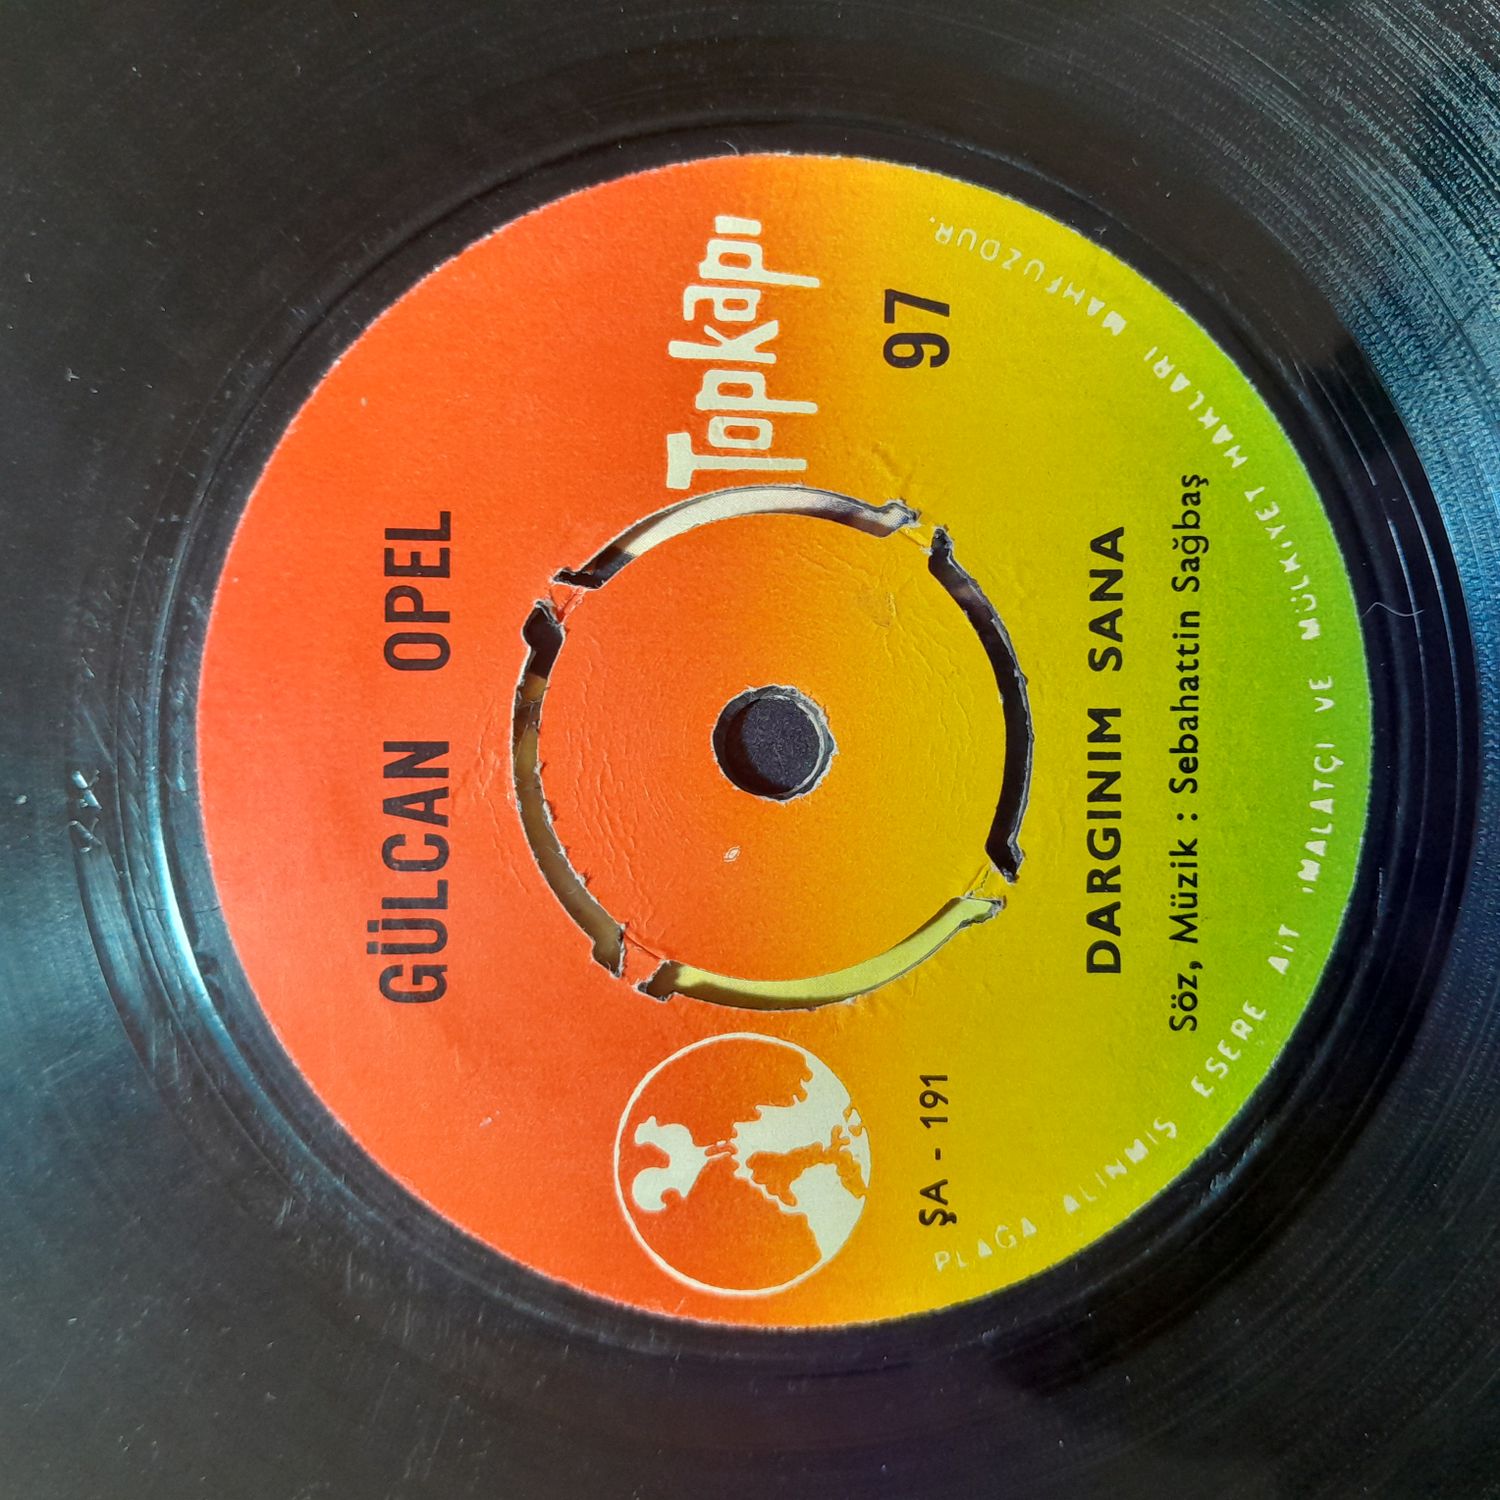 GÜLCAN OPEL
Topkapı
ŞA - 191
97
DARGINIM SANA
Söz, Müzik : Sebahattin Sağbaş
PLAĞA ALINMIŞ ESERE AİT İMALATÇI VE MÜLKİYET HAKLARI MAHFUZDUR.